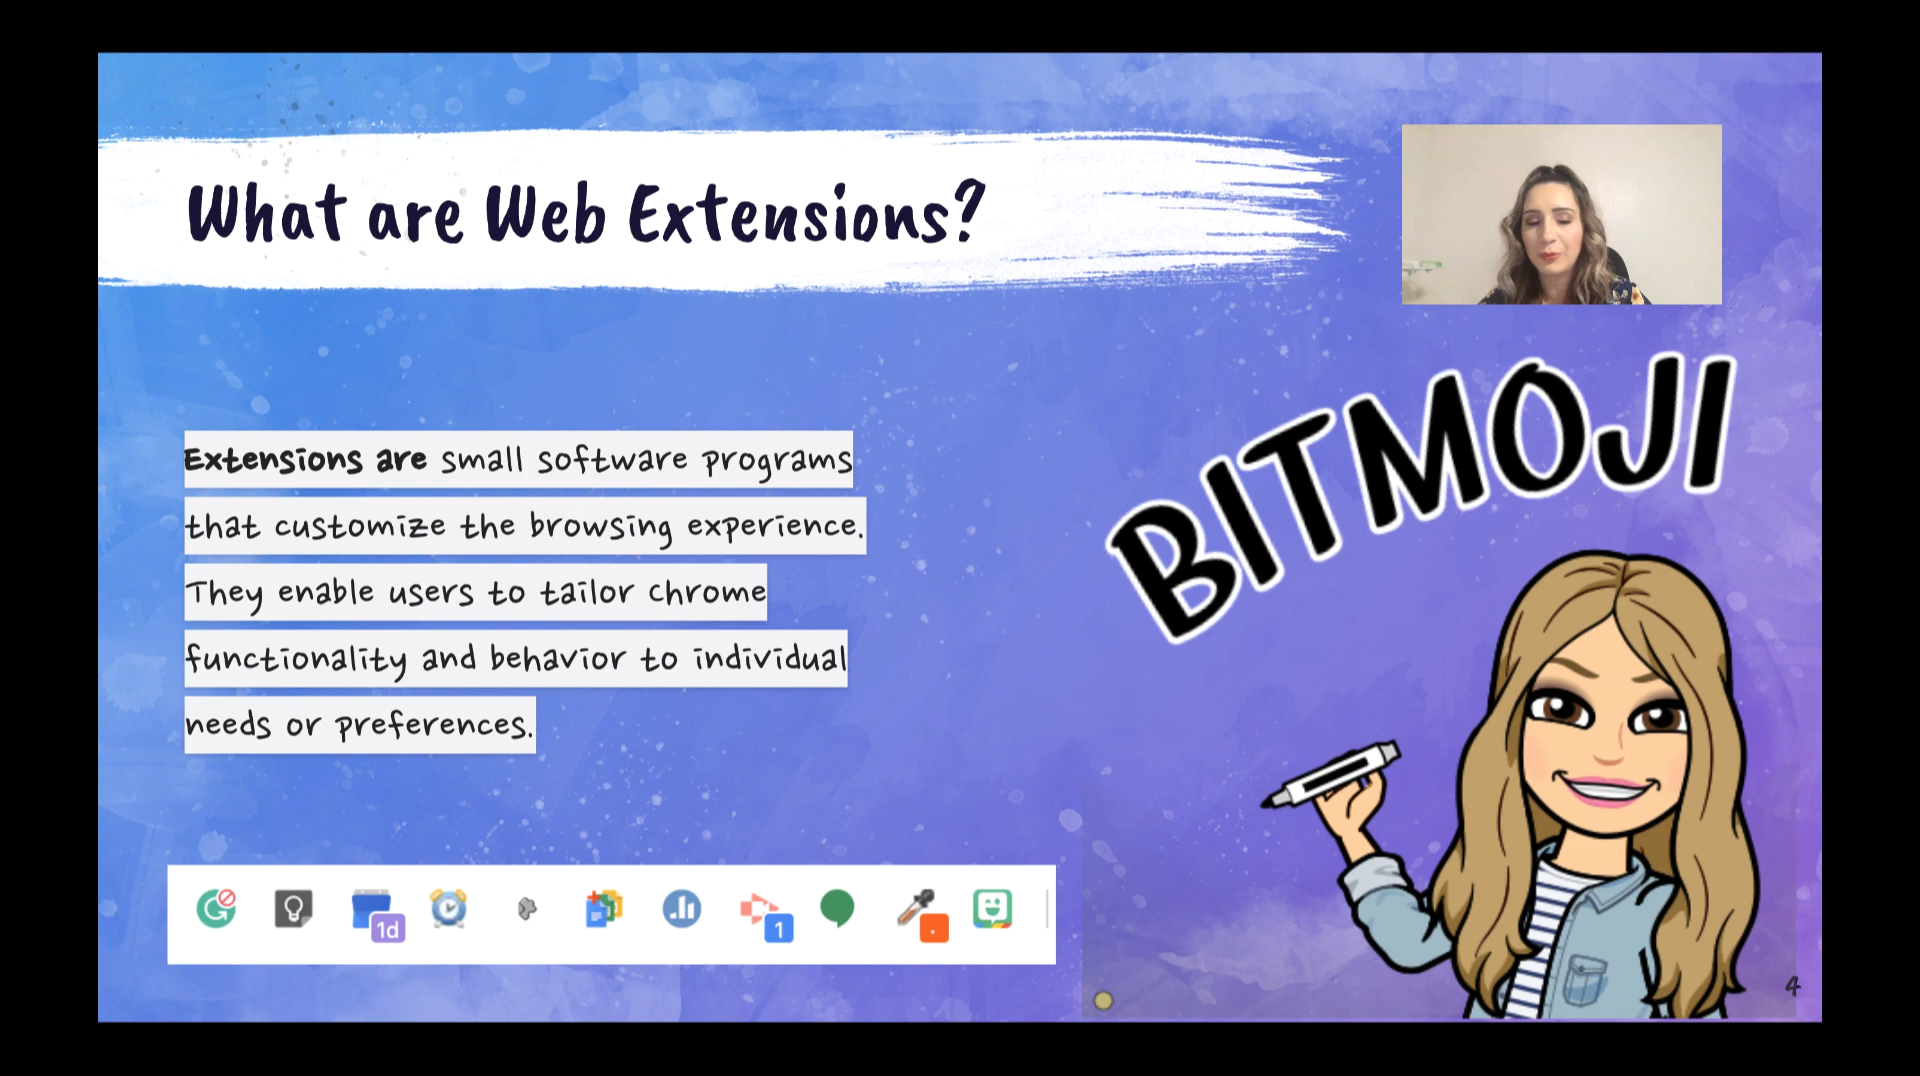 What are Web Extensions?
BITMOJI
Extensions are small software programs
that customize the browsing experience.
They enable users to tailor chrome
functionality and behavior to individual
needs or preferences.
1d
1
4